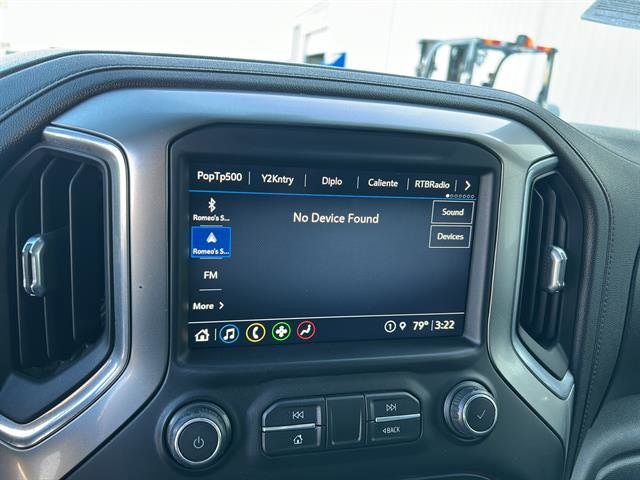 PopTp500 Y2Kntry Diplo Caliente RTBRadio
Romeo's S...
No Device Found
Sound
Romeo's S...
Devices
FM
More
1 79° 3:22
BACK